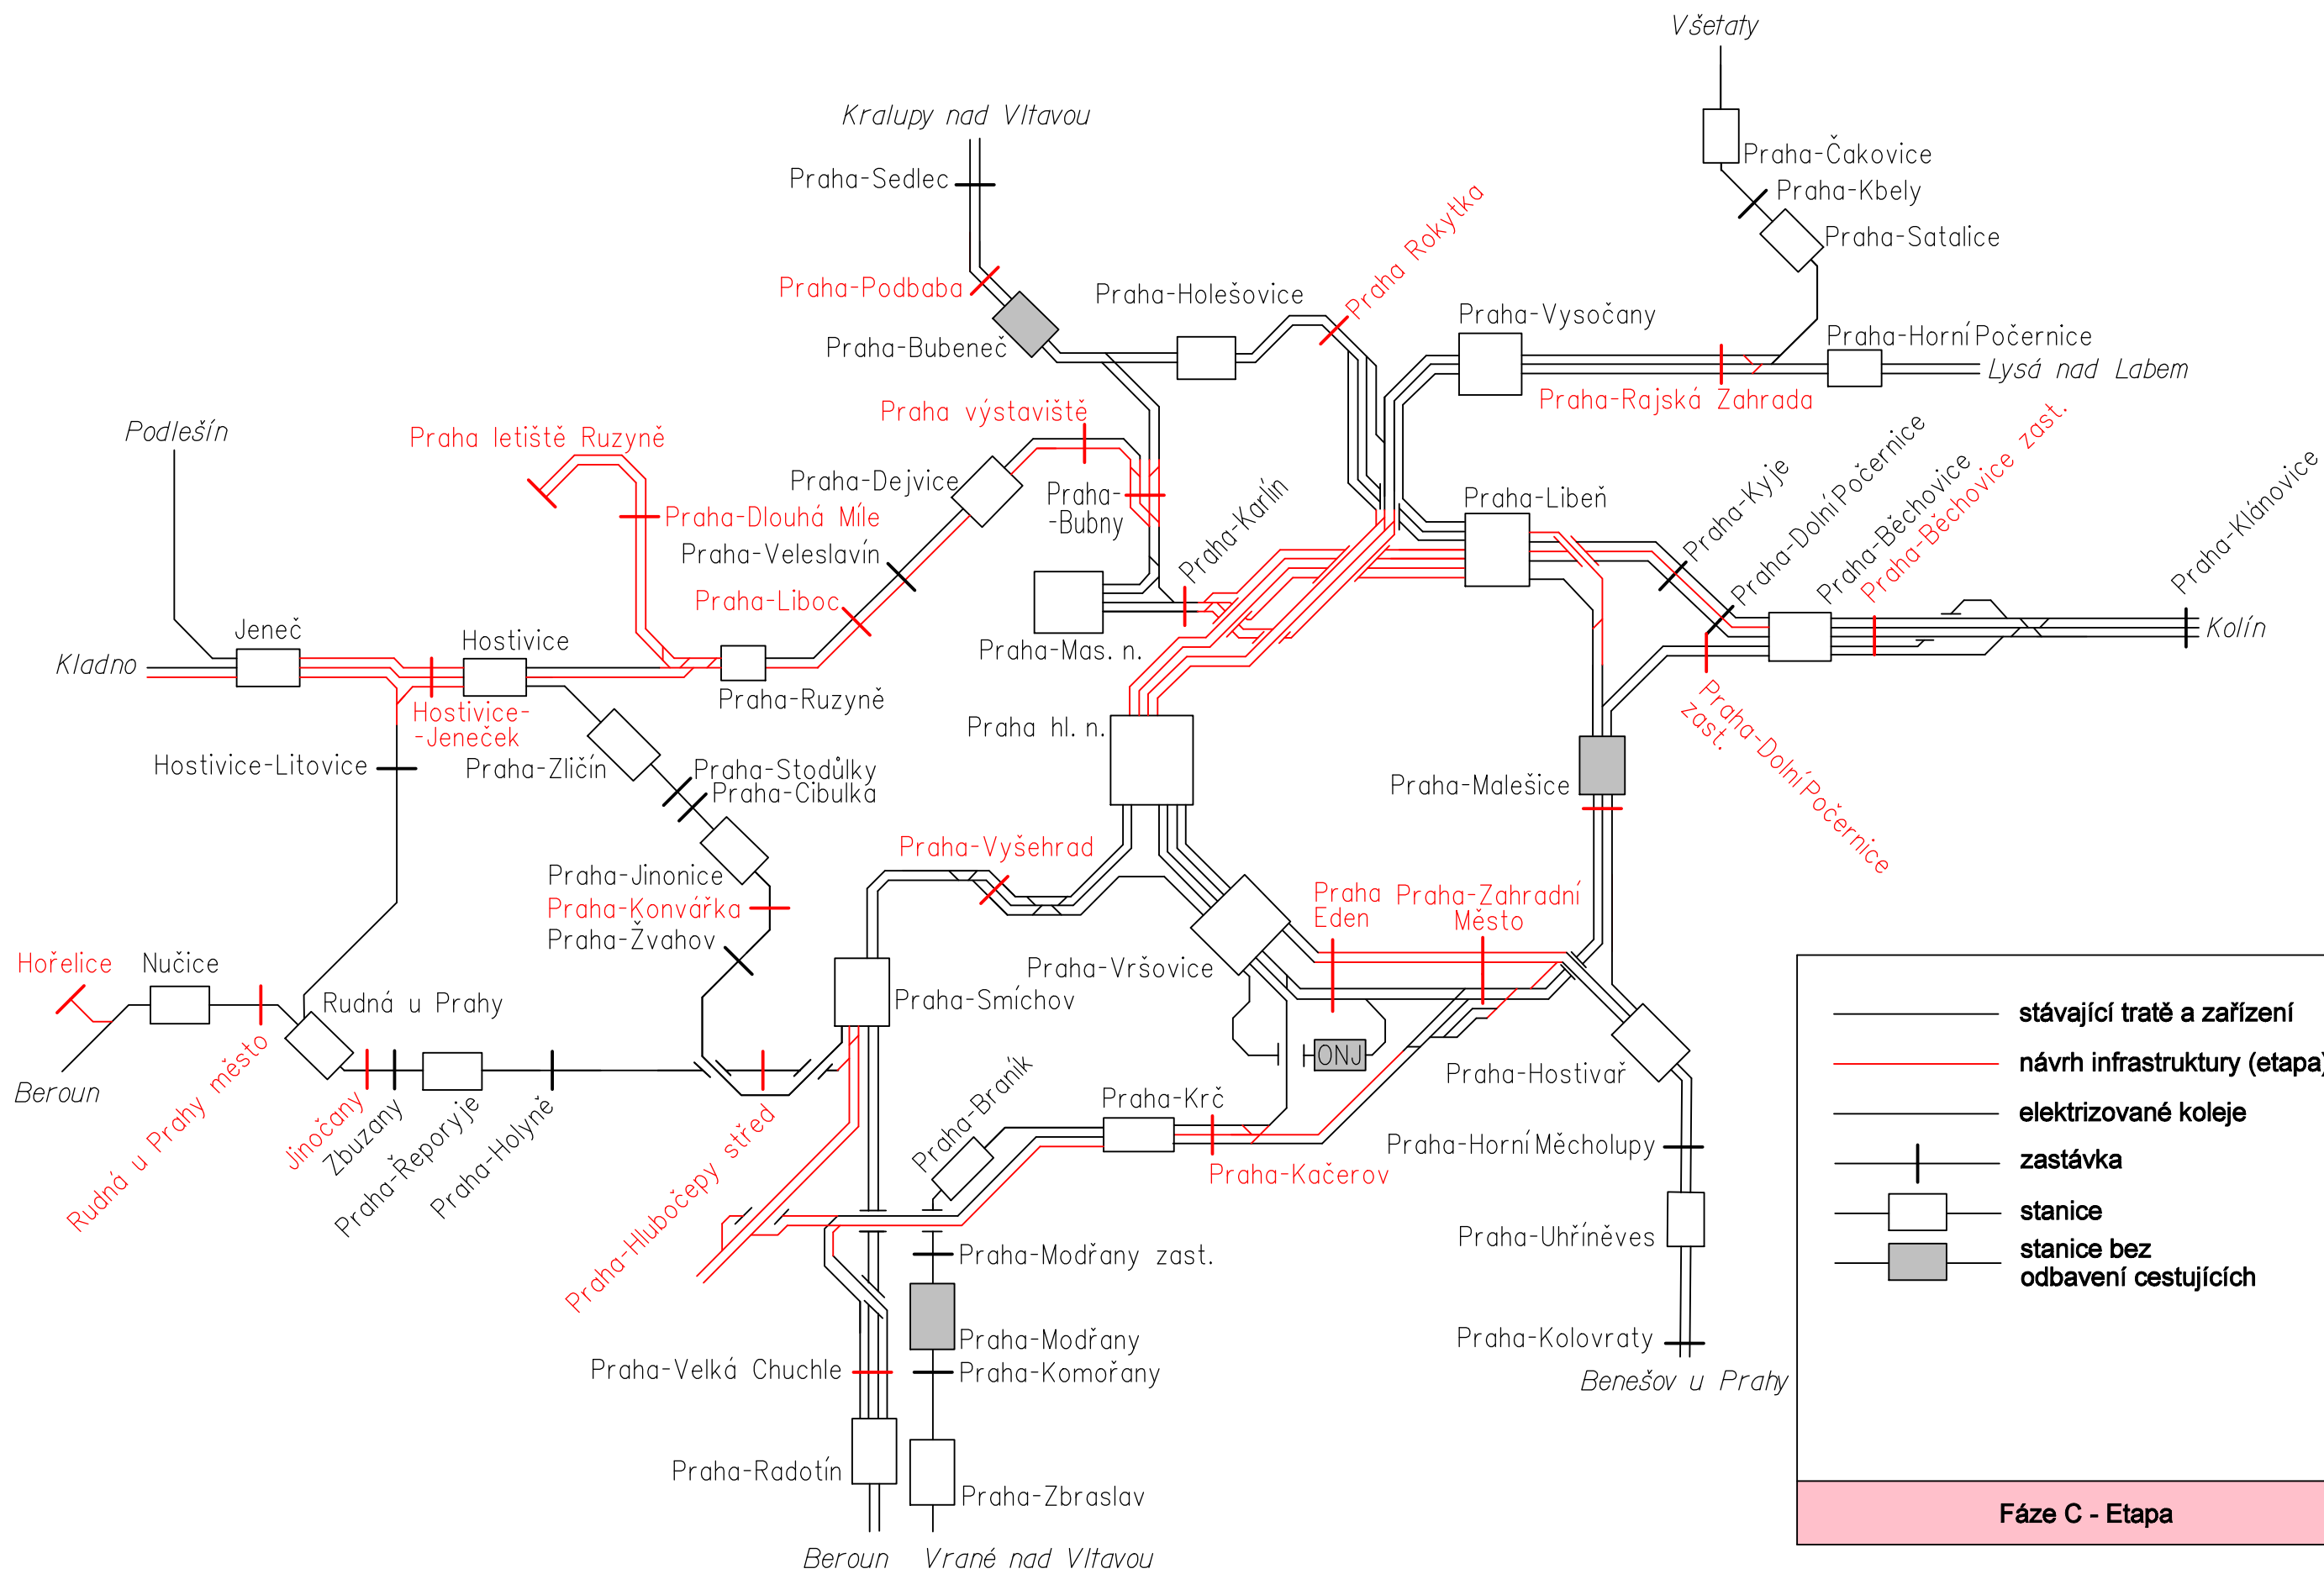 Všetaty
Kralupy nad Vltavou
Praha-Čakovice
Praha-Sedlec
Praha-Kbely
Praha-Satalice
Praha Rokytka
Praha-Podbaba
Praha-Holešovice
Praha-Vysočany
Praha-Horní Počernice
Praha-Bubeneč
Lysá nad Labem
Praha-Rajská Zahrada
Praha výstaviště
Podlešín
Praha letiště Ruzyně
Praha-Dejvice
Praha-
-Bubny
Praha-Karlín
Praha-Libeň
Praha-Kyje
Praha-Dolní Počernice
Praha-Běchovice
Praha-Běchovice zast.
Praha-Klánovice
Praha-Dlouhá Míle
Praha-Veleslavín
Praha-Liboc
Jeneč
Hostivice
Kladno
Praha-Mas. n.
Kolín
Praha-Ruzyně
Hostivice-
-Jeneček
Praha hl. n.
Praha-Dolní Počernice
zast.
Hostivice-Litovice
Praha-Zličín
Praha-Stodůlky
Praha-Cibulka
Praha-Malešice
Praha-Vyšehrad
Praha-Jinonice
Praha-Konvářka
Praha-Žvahov
Praha
Eden
Praha-Zahradní
Město
Hořelice
Nučice
Rudná u Prahy
Praha-Smíchov
Praha-Vršovice
ONJ
Praha-Hostivař
Beroun
Rudná u Prahy město
Jinočany
Zbuzany
Praha-Řeporyje
Praha-Holyně
Praha-Hlubočepy střed
Praha-Braník
Praha-Krč
Praha-Kačerov
Praha-Horní Měcholupy
Praha-Uhříněves
Praha-Modřany zast.
Praha-Modřany
Praha-Velká Chuchle
Praha-Komořany
Praha-Kolovraty
Benešov u Prahy
Praha-Radotín
Praha-Zbraslav
Beroun
Vrané nad Vltavou
stávající tratě a zařízení
návrh infrastruktury (etapa)
elektrizované koleje
zastávka
stanice
stanice bez
odbavení cestujících
Fáze C - Etapa